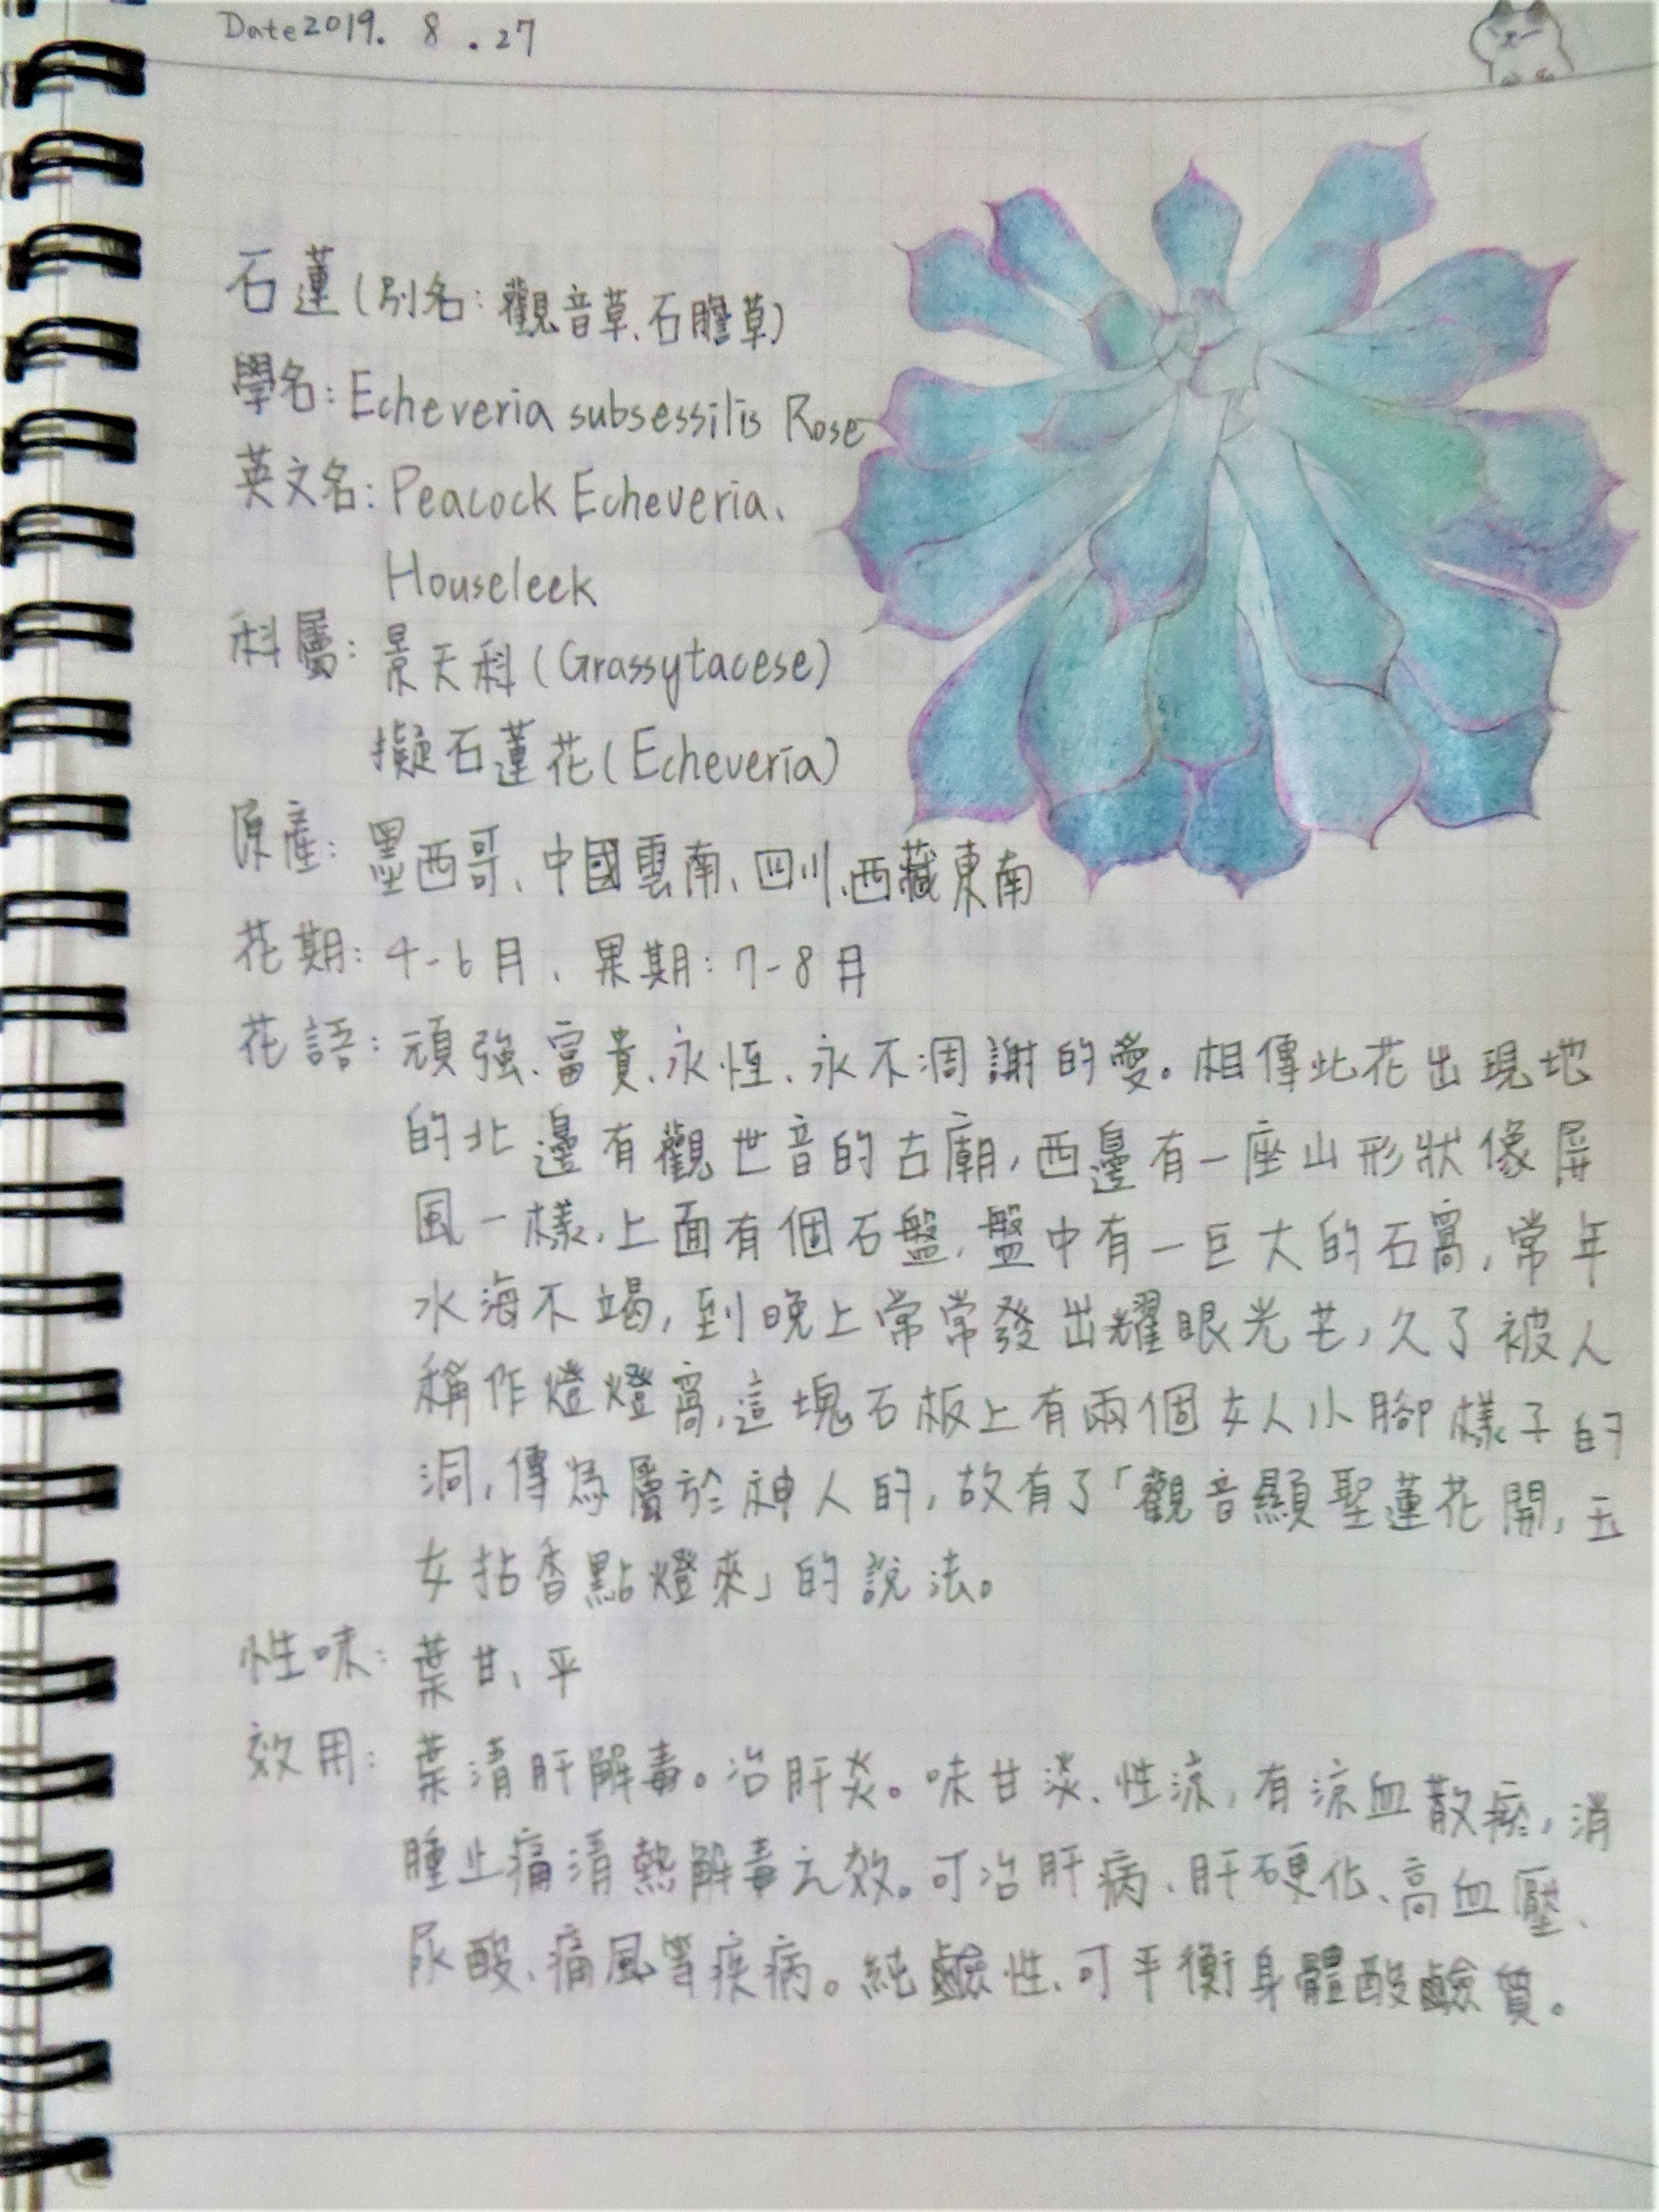 Date 2019. 8 . 27
石蓮(別名：觀音草、石膽草)
學名：Echeveria subsessilis Rose
英文名：Peacock Echeveria、
Houseleek
科屬：景天科(Grassytacese)
擬石蓮花(Echeveria)
原產：墨西哥、中國雲南、四川、西藏東南
花期：4-6月、果期：7-8月
花語：頑強、富貴、永恆、永不凋謝的愛。相傳此花出現地
的北邊有觀世音的古廟，西邊有一座山形狀像屏
風一樣，上面有個石盤，盤中有一巨大的石窩，常年
水海不竭，到晚上常常發出耀眼光芒，久了被人
稱作燈燈窩，這塊石板上有兩個女人小腳樣子的
洞，傳為屬於神人的，故有了「觀音顯聖蓮花開，玉
女拈香點燈來」的說法。
性味：葉甘、平
效用：葉清肝解毒。治肝炎。味甘淡、性涼，有涼血散瘀，消
腫止痛清熱解毒之效。可治肝病、肝硬化、高血壓、
尿酸、痛風等疾病。純鹼性、可平衡身體酸鹼質。